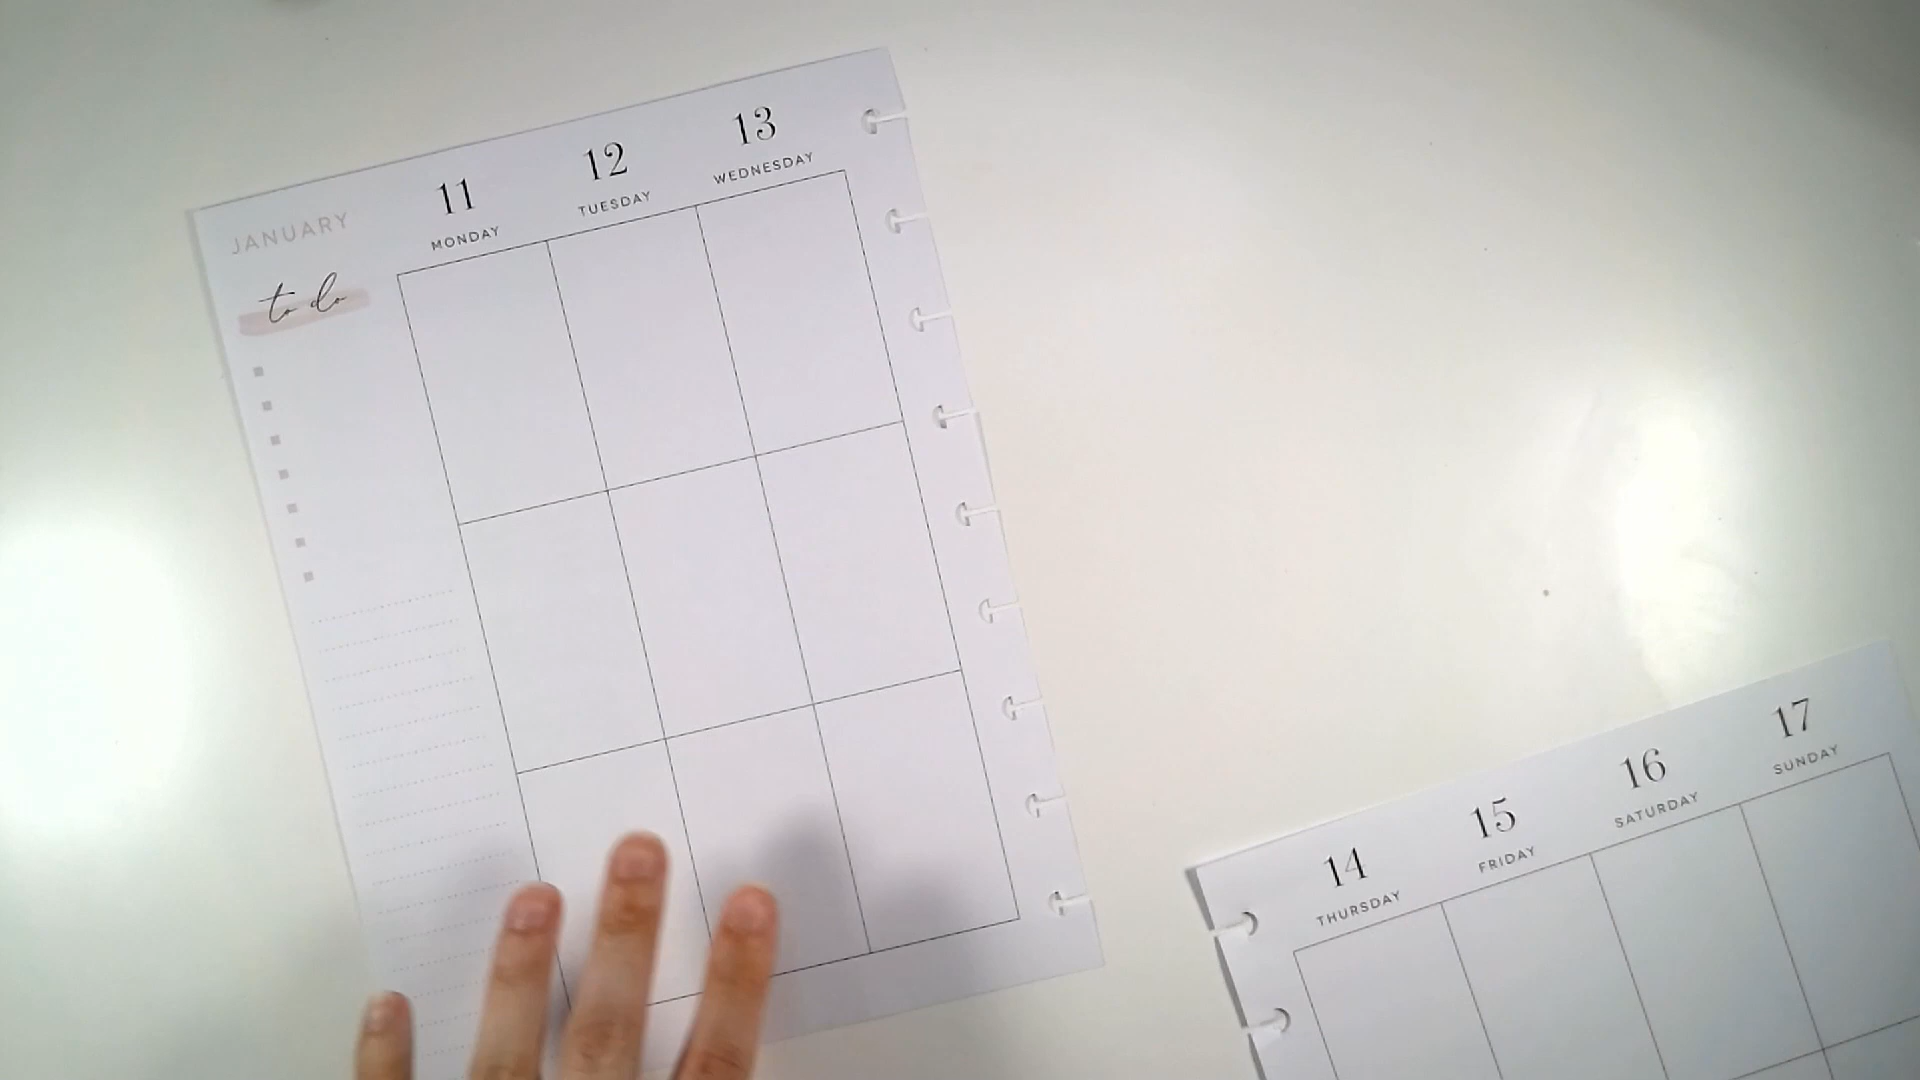 JANUARY
11 12 13
MONDAY TUESDAY WEDNESDAY
to do
14 15 16 17
THURSDAY FRIDAY SATURDAY SUNDAY